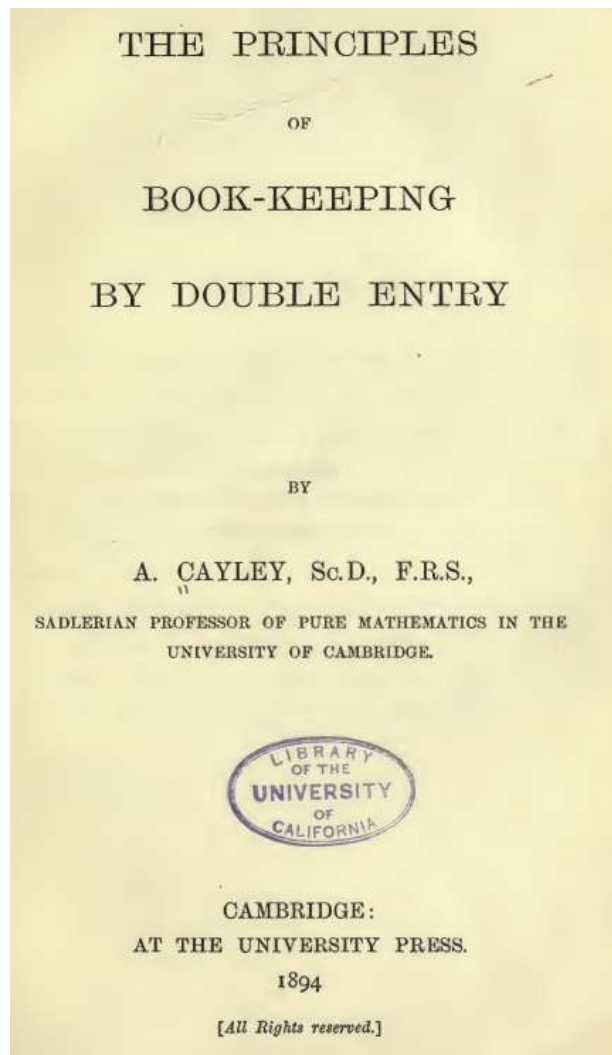 THE PRINCIPLES
OF
BOOK-KEEPING
BY DOUBLE ENTRY
BY
A. CAYLEY, Sc.D., F.R.S.,
SADLERIAN PROFESSOR OF PURE MATHEMATICS IN THE
UNIVERSITY OF CAMBRIDGE.
LIBRARY
OF THE
UNIVERSITY
OF
CALIFORNIA
CAMBRIDGE:
AT THE UNIVERSITY PRESS.
1894
[All Rights reserved.]